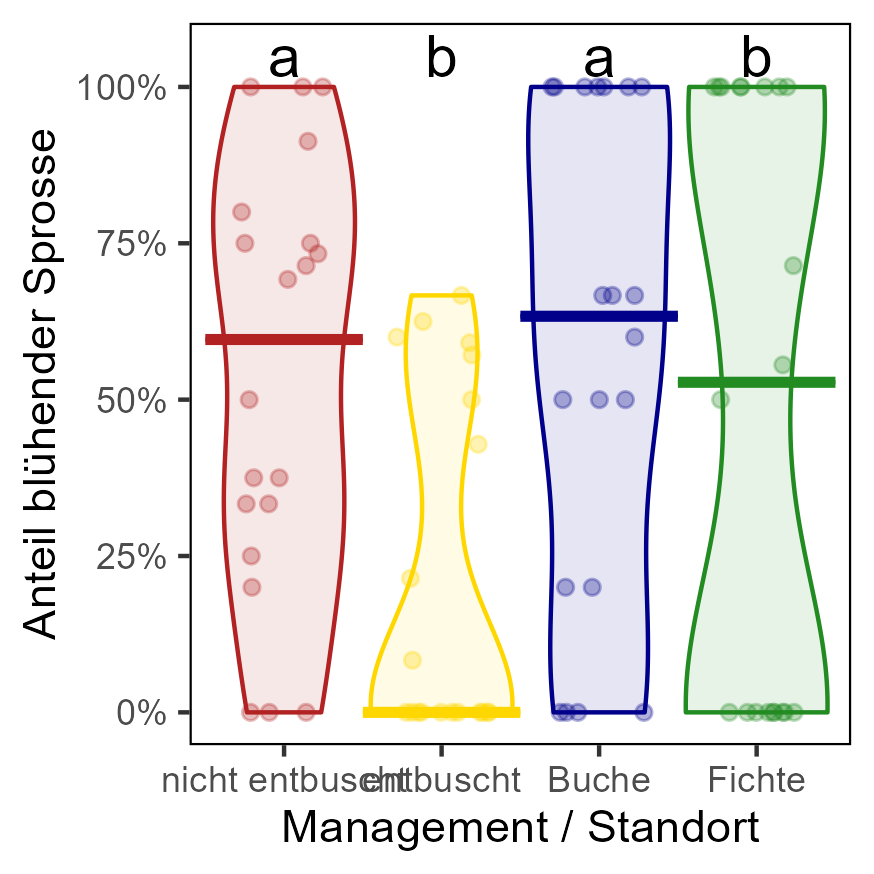 a b a b
100%
75%
50%
25%
0%
Anteil blühender Sprosse
nicht entbuscht entbuscht Buche Fichte
Management / Standort